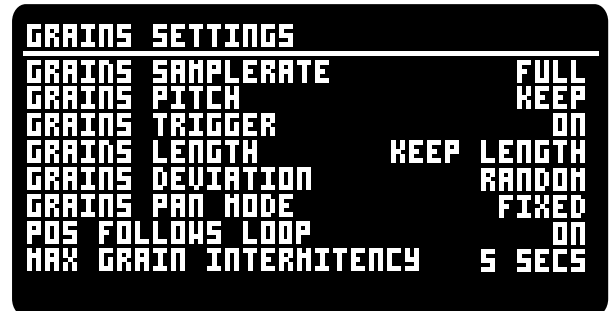 GRAINS SETTINGS
GRAINS SAMPLERATE FULL
GRAINS PITCH KEEP
GRAINS TRIGGER ON
GRAINS LENGTH KEEP LENGTH
GRAINS DEVIATION RANDOM
GRAINS PAN MODE FIXED
POS FOLLOWS LOOP ON
MAX GRAIN INTERMITENCY 5 SECS